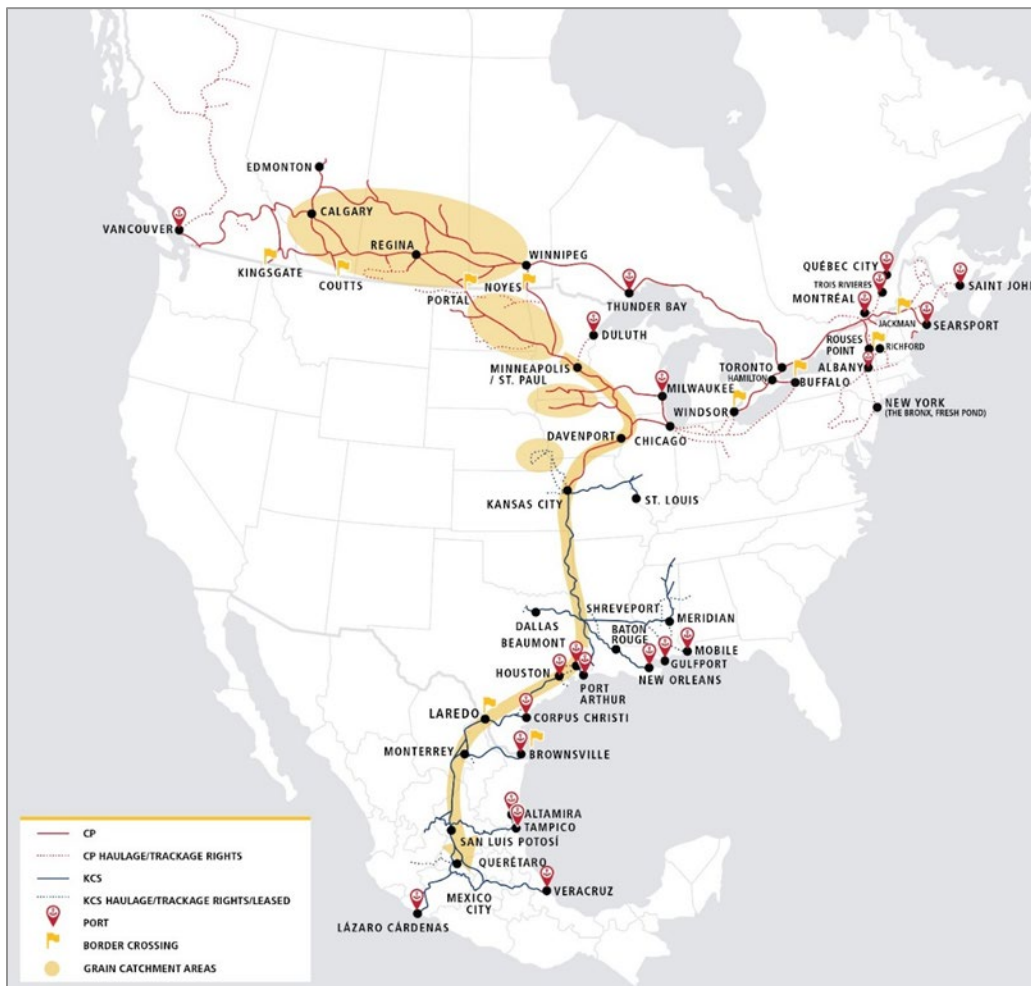 EDMONTON
CALGARY
VANCOUVER
REGINA
WINNIPEG
KINGSGATE
COUTTS
PORTAL
NOYES
THUNDER BAY
DULUTH
MINNEAPOLIS
/ ST. PAUL
MILWAUKEE
QUÉBEC CITY
TROIS RIVIERES
MONTRÉAL
SAINT JOHN
JACKMAN
SEARSPORT
ROUSES
POINT
RICHFORD
TORONTO
HAMILTON
ALBANY
BUFFALO
WINDSOR
NEW YORK
(THE BRONX, FRESH POND)
DAVENPORT
CHICAGO
KANSAS CITY
ST. LOUIS
SHREVEPORT
MERIDIAN
DALLAS
BATON
ROUGE
BEAUMONT
MOBILE
GULFPORT
HOUSTON
NEW ORLEANS
PORT
ARTHUR
LAREDO
CORPUS CHRISTI
MONTERREY
BROWNSVILLE
ALTAMIRA
TAMPICO
SAN LUIS POTOSÍ
QUERÉTARO
MEXICO
CITY
VERACRUZ
LÁZARO CÁRDENAS
CP
CP HAULAGE/TRACKAGE RIGHTS
KCS
KCS HAULAGE/TRACKAGE RIGHTS/LEASED
PORT
BORDER CROSSING
GRAIN CATCHMENT AREAS